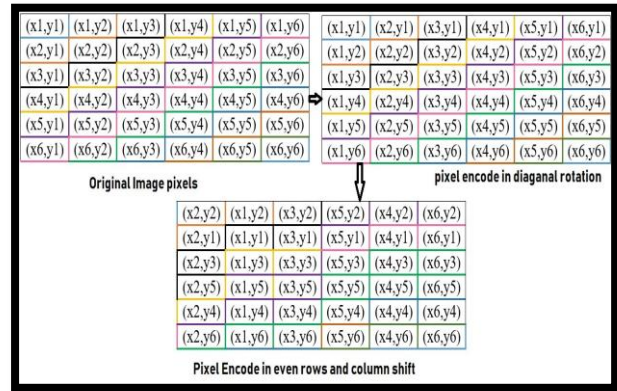 (x1,y1) (x1,y2) (x1,y3) (x1,y4) (x1,y5) (x1,y6)
(x2,y1) (x2,y2) (x2,y3) (x2,y4) (x2,y5) (x2,y6)
(x3,y1) (x3,y2) (x3,y3) (x3,y4) (x3,y5) (x3,y6)
(x4,y1) (x4,y2) (x4,y3) (x4,y4) (x4,y5) (x4,y6)
(x5,y1) (x5,y2) (x5,y3) (x5,y4) (x5,y5) (x5,y6)
(x6,y1) (x6,y2) (x6,y3) (x6,y4) (x6,y5) (x6,y6)
Original Image pixels
(x1,y1) (x2,y1) (x3,y1) (x4,y1) (x5,y1) (x6,y1)
(x1,y2) (x2,y2) (x3,y2) (x4,y2) (x5,y2) (x6,y2)
(x1,y3) (x2,y3) (x3,y3) (x4,y3) (x5,y3) (x6,y3)
(x1,y4) (x2,y4) (x3,y4) (x4,y4) (x5,y4) (x6,y4)
(x1,y5) (x2,y5) (x3,y5) (x4,y5) (x5,y5) (x6,y5)
(x1,y6) (x2,y6) (x3,y6) (x4,y6) (x5,y6) (x6,y6)
pixel encode in diaganal rotation
(x2,y2) (x1,y2) (x3,y2) (x5,y2) (x4,y2) (x6,y2)
(x2,y1) (x1,y1) (x3,y1) (x5,y1) (x4,y1) (x6,y1)
(x2,y3) (x1,y3) (x3,y3) (x5,y3) (x4,y3) (x6,y3)
(x2,y5) (x1,y5) (x3,y5) (x5,y5) (x4,y5) (x6,y5)
(x2,y4) (x1,y4) (x3,y4) (x5,y4) (x4,y4) (x6,y4)
(x2,y6) (x1,y6) (x3,y6) (x5,y6) (x4,y6) (x6,y6)
Pixel Encode in even rows and column shift